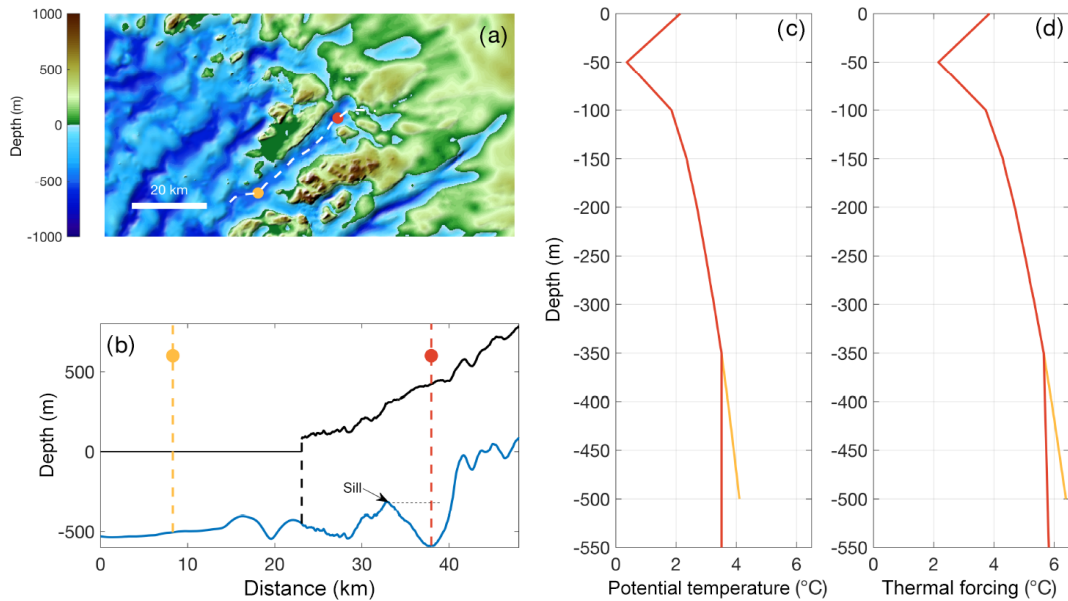 (a)
1000
500
0
-500
-1000
Depth (m)
20 km
(b)
500
0
-500
Depth (m)
Sill
0 10 20 30 40
Distance (km)
(c)
0
-50
-100
-150
-200
-250
-300
-350
-400
-450
-500
-550
Depth (m)
0 2 4 6
Potential temperature (°C)
(d)
0
-50
-100
-150
-200
-250
-300
-350
-400
-450
-500
-550
0 2 4 6
Thermal forcing (°C)